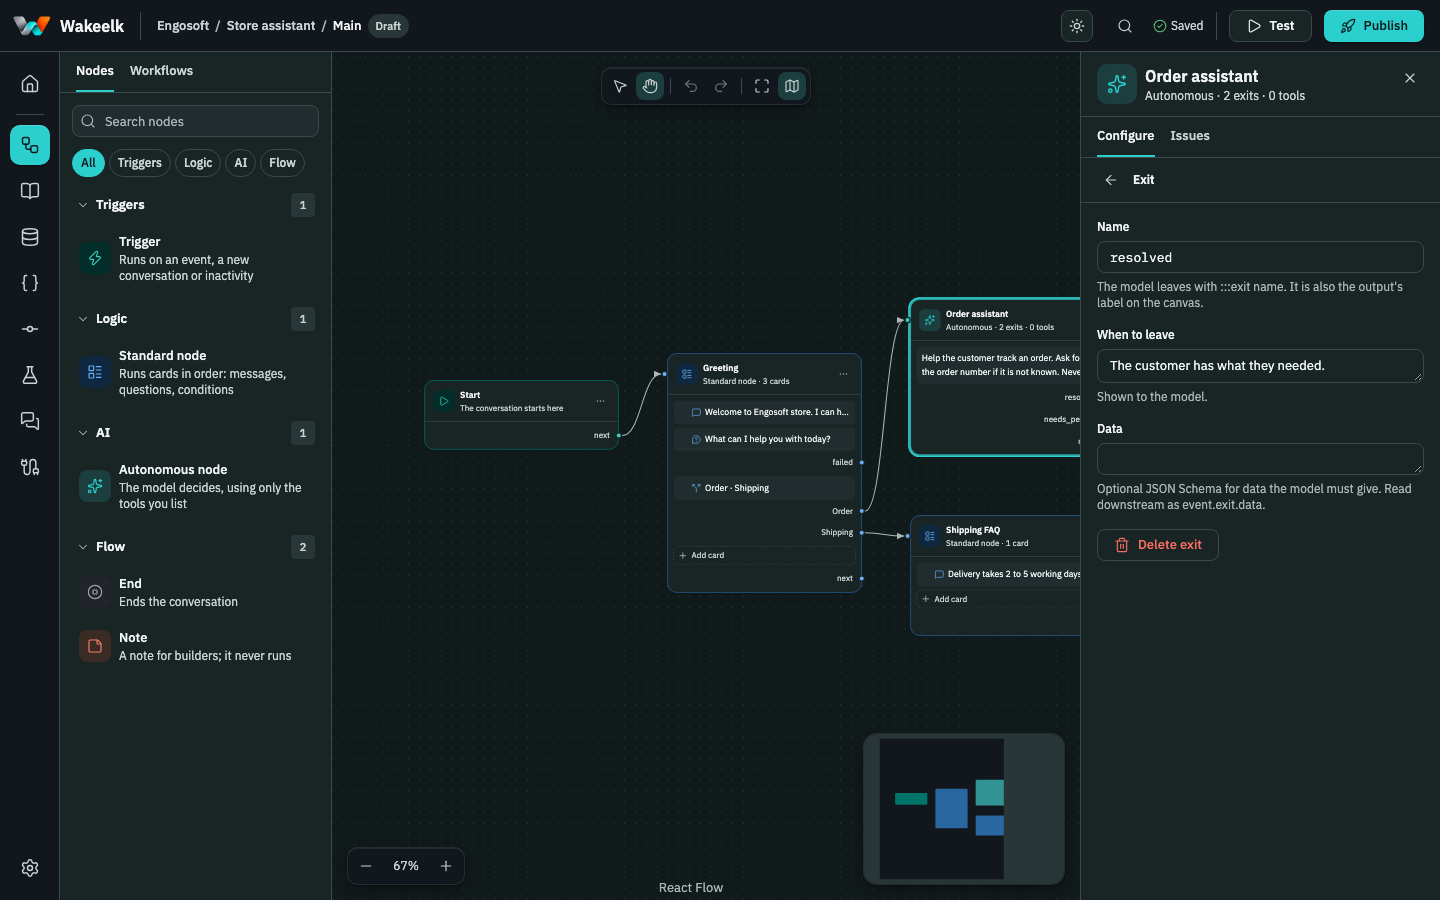 Wakeelk
Engosoft / Store assistant / Main Draft
Saved
Test
Publish
Nodes
Workflows
Search nodes
All
Triggers
Logic
AI
Flow
Triggers
1
Trigger
Runs on an event, a new
conversation or inactivity
Logic
1
Standard node
Runs cards in order: messages,
questions, conditions
AI
1
Autonomous node
The model decides, using only the
tools you list
Flow
2
End
Ends the conversation
Note
A note for builders; it never runs
Start
The conversation starts here
next
Greeting
Standard node · 3 cards
Welcome to Engosoft store. I can h...
What can I help you with today?
failed
Order · Shipping
Order
Shipping
Add card
next
Order assistant
Autonomous · 2 exits · 0 tools
Help the customer track an order. Ask fo
the order number if it is not known. Neve
reso
needs_pe
Shipping FAQ
Standard node · 1 card
Delivery takes 2 to 5 working days
Add card
67%
React Flow
Order assistant
Autonomous · 2 exits · 0 tools
Configure
Issues
Exit
Name
resolved
The model leaves with :::exit name. It is also the output's
label on the canvas.
When to leave
The customer has what they needed.
Shown to the model.
Data
Optional JSON Schema for data the model must give. Read
downstream as event.exit.data.
Delete exit